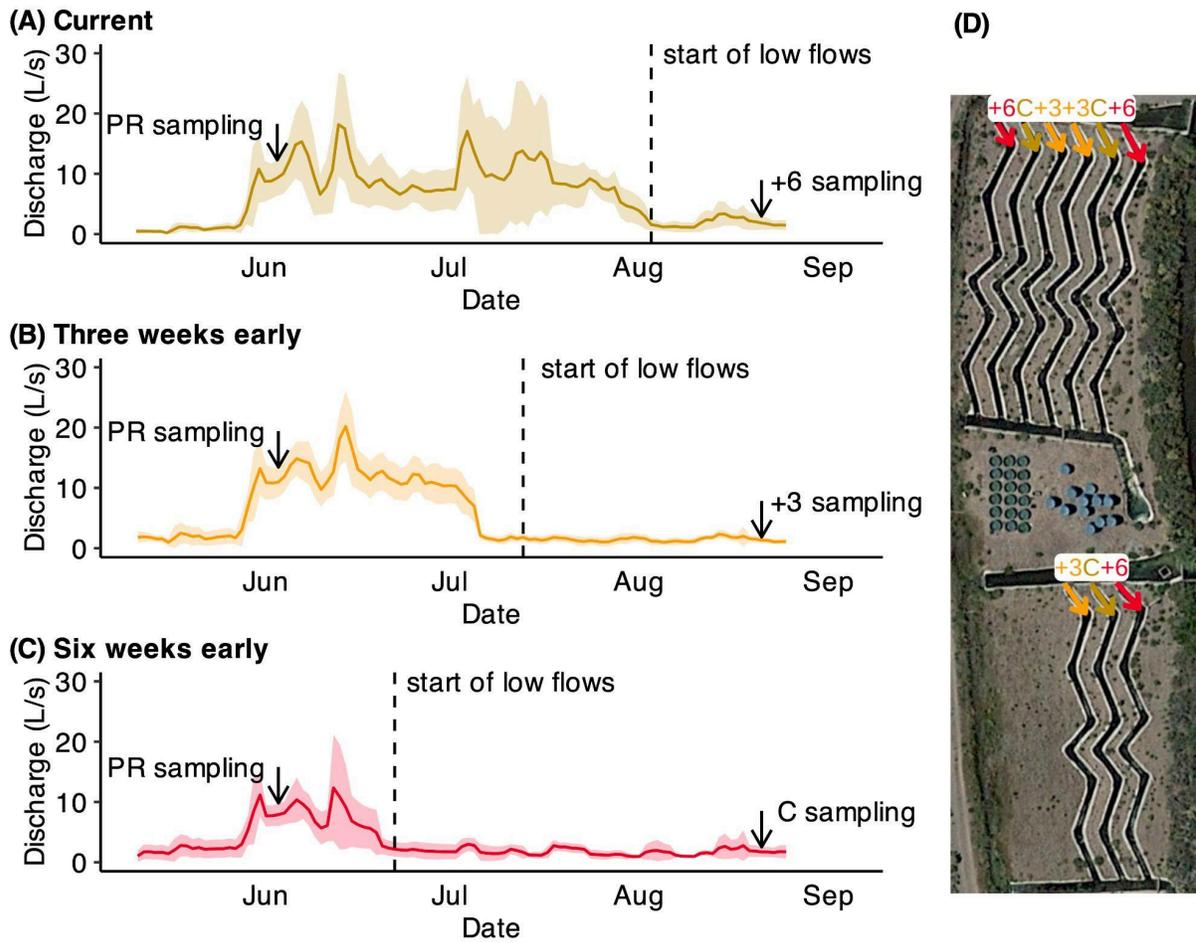 (A) Current
Discharge (L/s)
30
20
10
0
PR sampling
start of low flows
+6 sampling
Jun
Jul
Aug
Sep
Date
(B) Three weeks early
Discharge (L/s)
30
20
10
0
PR sampling
start of low flows
+3 sampling
Jun
Jul
Aug
Sep
Date
(C) Six weeks early
Discharge (L/s)
30
20
10
0
PR sampling
start of low flows
C sampling
Jun
Jul
Aug
Sep
Date
(D)
+6C+3+3C+6
+3C+6